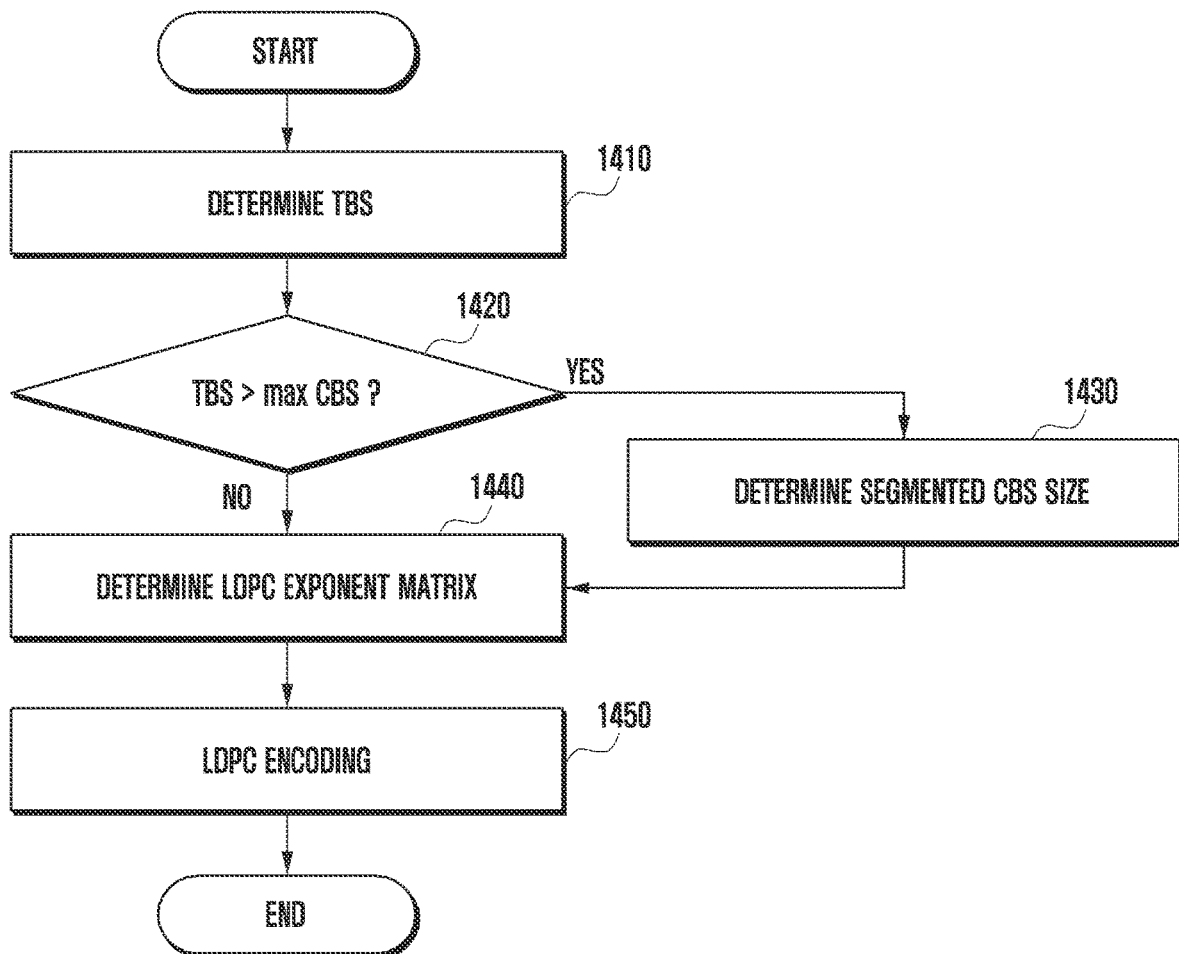 START
1410
DETERMINE TBS
1420
TBS > max CBS ?
YES
1430
DETERMINE SEGMENTED CBS SIZE
NO
1440
DETERMINE LDPC EXPONENT MATRIX
1450
LDPC ENCODING
END